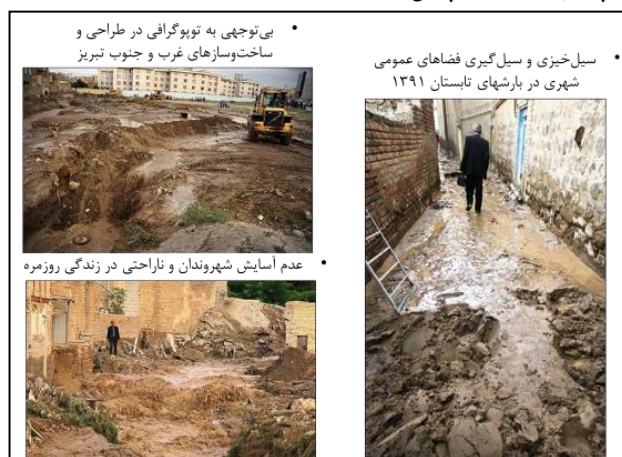 بی‌توجهی به توپوگرافی در طراحی و
ساخت‌وسازهای غرب و جنوب تبریز
سیل‌خیزی و سیل‌گیری فضاهای عمومی
شهری در بارشهای تابستان ۱۳۹۱
عدم آسایش شهروندان و ناراحتی در زندگی روزمره